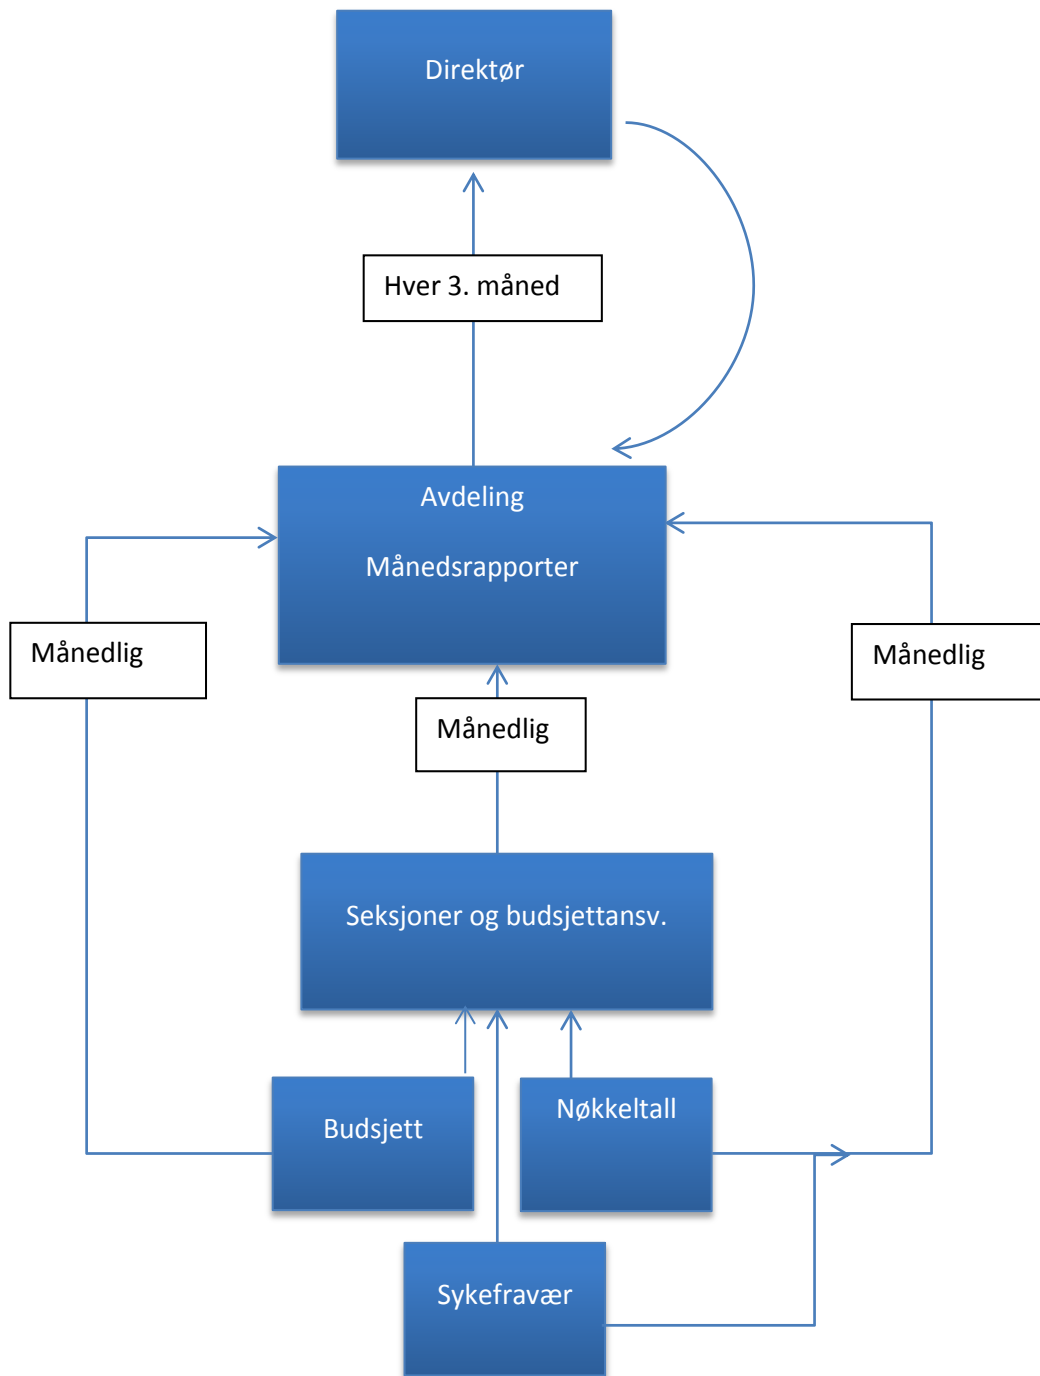 Direktør
Hver 3. måned
Avdeling
Månedsrapporter
Månedlig
Månedlig
Månedlig
Seksjoner og budsjettansv.
Budsjett
Nøkkeltall
Sykefravær